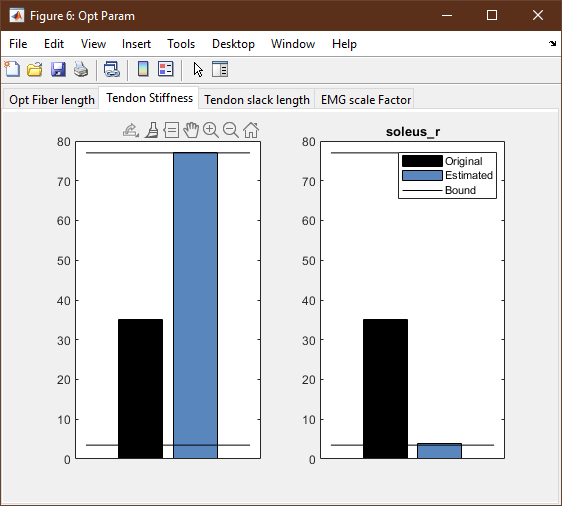 Figure 6: Opt Param
File Edit View Insert Tools Desktop Window Help
Opt Fiber length Tendon Stiffness Tendon slack length EMG scale Factor
80
70
60
50
40
30
20
10
0
soleus_r
80
70
60
50
40
30
20
10
0
Original
Estimated
Bound